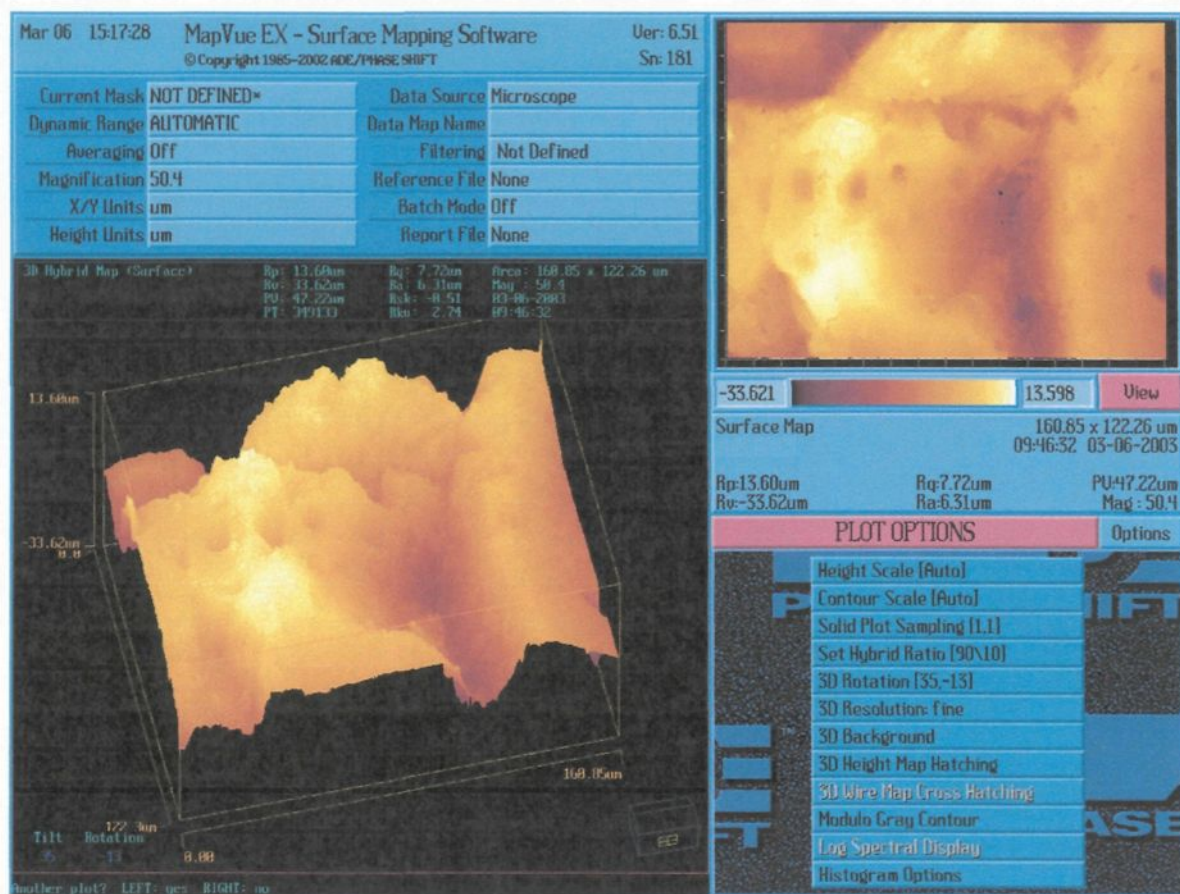 Mar 06 15:17:28 MapVue EX - Surface Mapping Software Ver: 6.51
© Copyright 1985-2002 ADE/PHASE SHIFT Sn: 181
Current Mask NOT DEFINED* Data Source Microscope
Dynamic Range AUTOMATIC Data Map Name
Averaging Off Filtering Not Defined
Magnification 50.4 Reference File None
X/Y Units um Batch Mode Off
Height Units um Report File None
3D Hybrid Map (Surface) Rp: 13.60um Rq: 7.72um Area: 160.85 x 122.26 um
Rv: 33.62um Ra: 6.31um Mag : 50.4
PV: 47.22um Rsk: -0.51 03-06-2003
PT: 349133 Rku: 2.74 09:46:32
13.60um
-33.62um
0.0
160.85um
122.3um
0.00
Tilt Rotation
35 -13
Another plot? LEFT: yes RIGHT: no
-33.621 13.598 View
Surface Map 160.85 x 122.26 um
09:46:32 03-06-2003
Rp:13.60um Rq:7.72um PV:47.22um
Rv:-33.62um Ra:6.31um Mag : 50.4
PLOT OPTIONS Options
Height Scale [Auto]
Contour Scale [Auto]
Solid Plot Sampling [1,1]
Set Hybrid Ratio [90\10]
3D Rotation [35,-13]
3D Resolution: fine
3D Background
3D Height Map Hatching
3D Wire Map Cross Hatching
Modulo Gray Contour
Log Spectral Display
Histogram Options